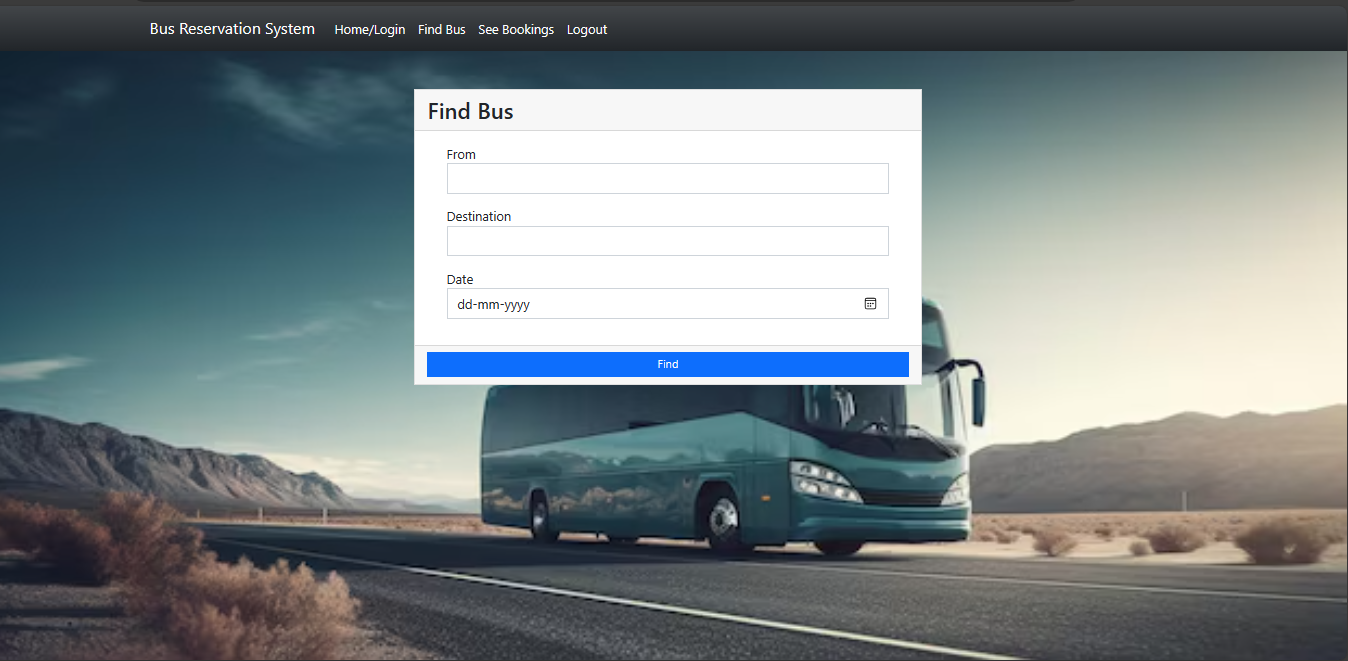 Bus Reservation System Home/Login Find Bus See Bookings Logout
Find Bus
From
Destination
Date
dd-mm-yyyy
Find